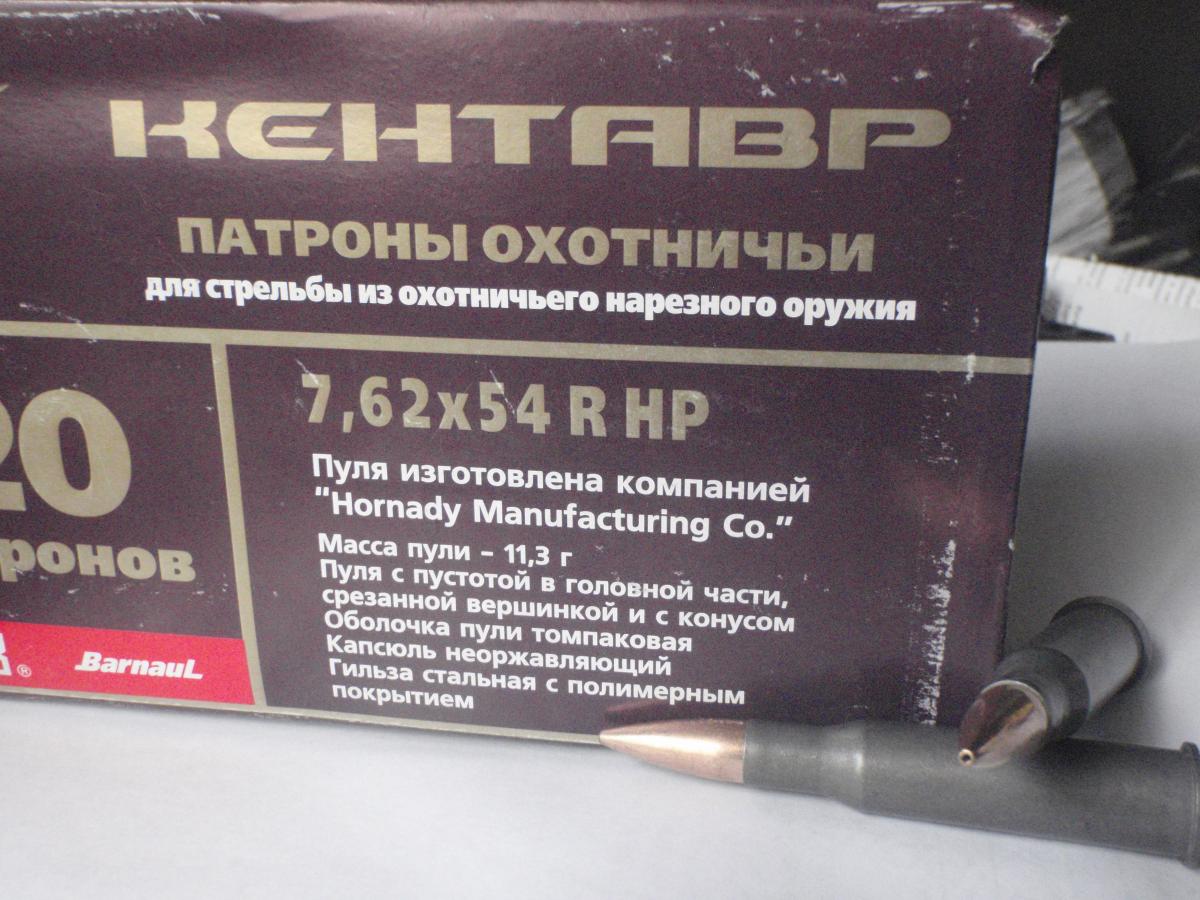 КЕНТАВР
ПАТРОНЫ ОХОТНИЧЬИ
для стрельбы из охотничьего нарезного оружия
20
7,62x54 R HP
Пуля изготовлена компанией
"Hornady Manufacturing Co."
Масса пули – 11,3 г
Пуля с пустотой в головной части,
срезанной вершинкой и с конусом
Оболочка пули томпаковая
Капсюль неоржавляющий
Гильза стальная с полимерным
покрытием
ронов
® Barnaul